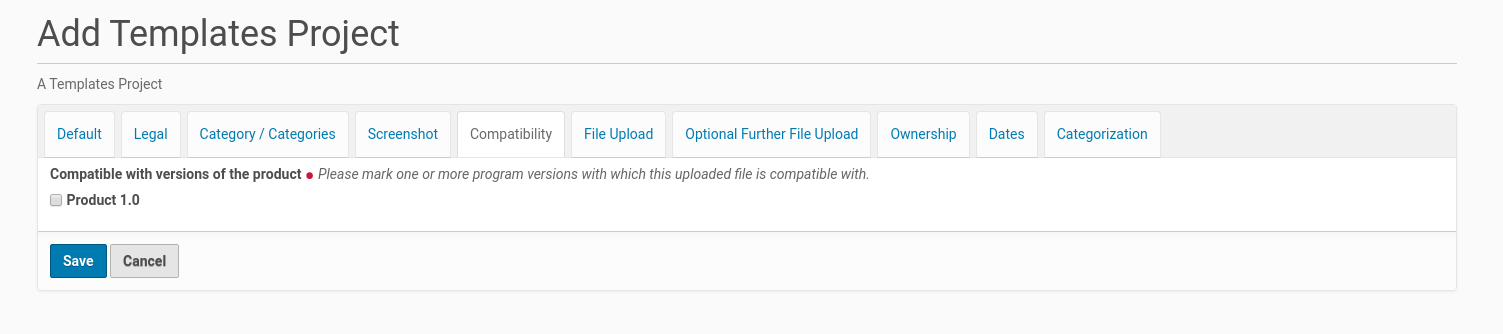 Add Templates Project
A Templates Project
Default Legal Category / Categories Screenshot Compatibility File Upload Optional Further File Upload Ownership Dates Categorization
Compatible with versions of the product Please mark one or more program versions with which this uploaded file is compatible with.
Product 1.0
Save Cancel